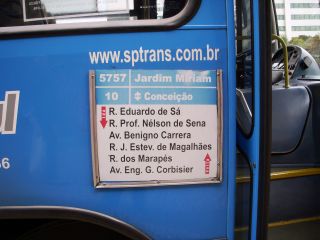 www.sptrans.com.br
5757 Jardim Miriam
10 Conceição
R. Eduardo de Sá
R. Prof. Nélson de Sena
Av. Benigno Carrera
R. J. Estev. de Magalhães
R. dos Marapés
Av. Eng. G. Corbisier